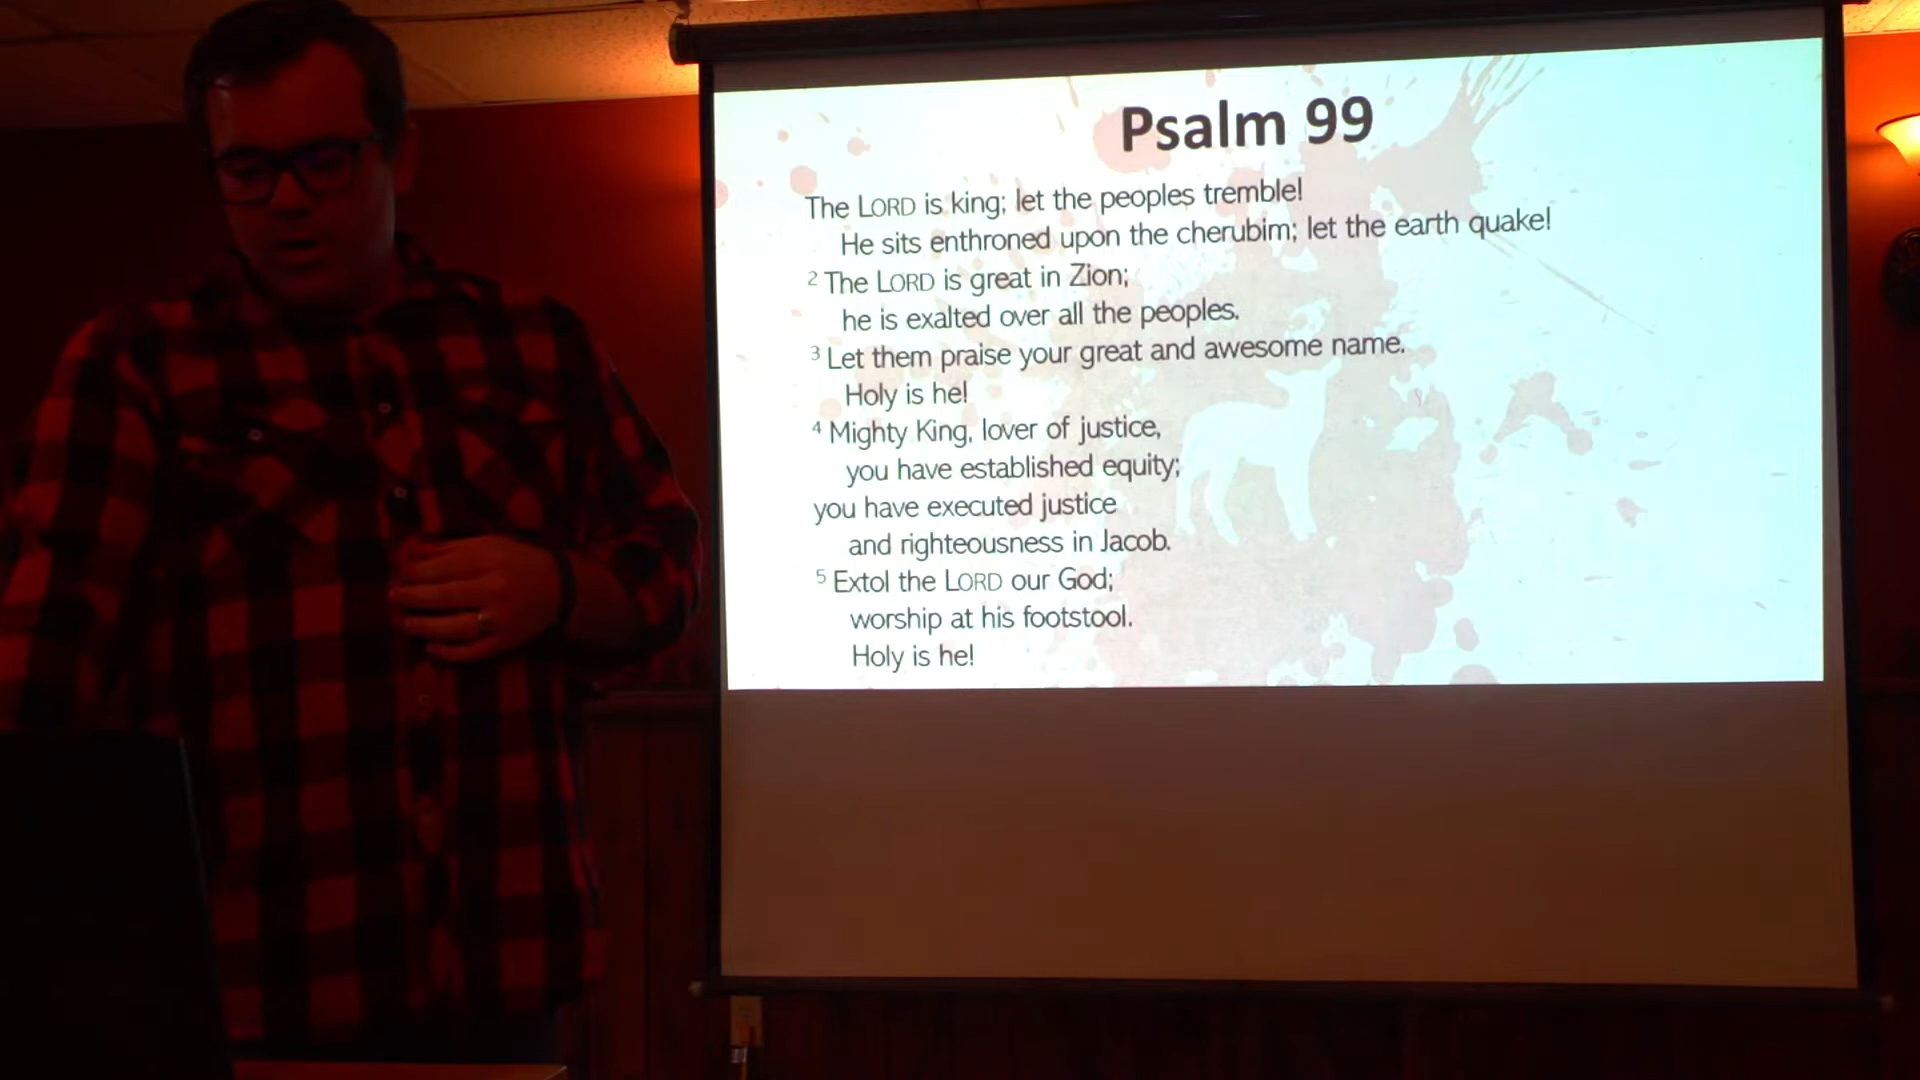 Psalm 99
The LORD is king; let the peoples tremble!
He sits enthroned upon the cherubim; let the earth quake!
2 The LORD is great in Zion;
he is exalted over all the peoples.
3 Let them praise your great and awesome name.
Holy is he!
4 Mighty King, lover of justice,
you have established equity;
you have executed justice
and righteousness in Jacob.
5 Extol the LORD our God;
worship at his footstool.
Holy is he!